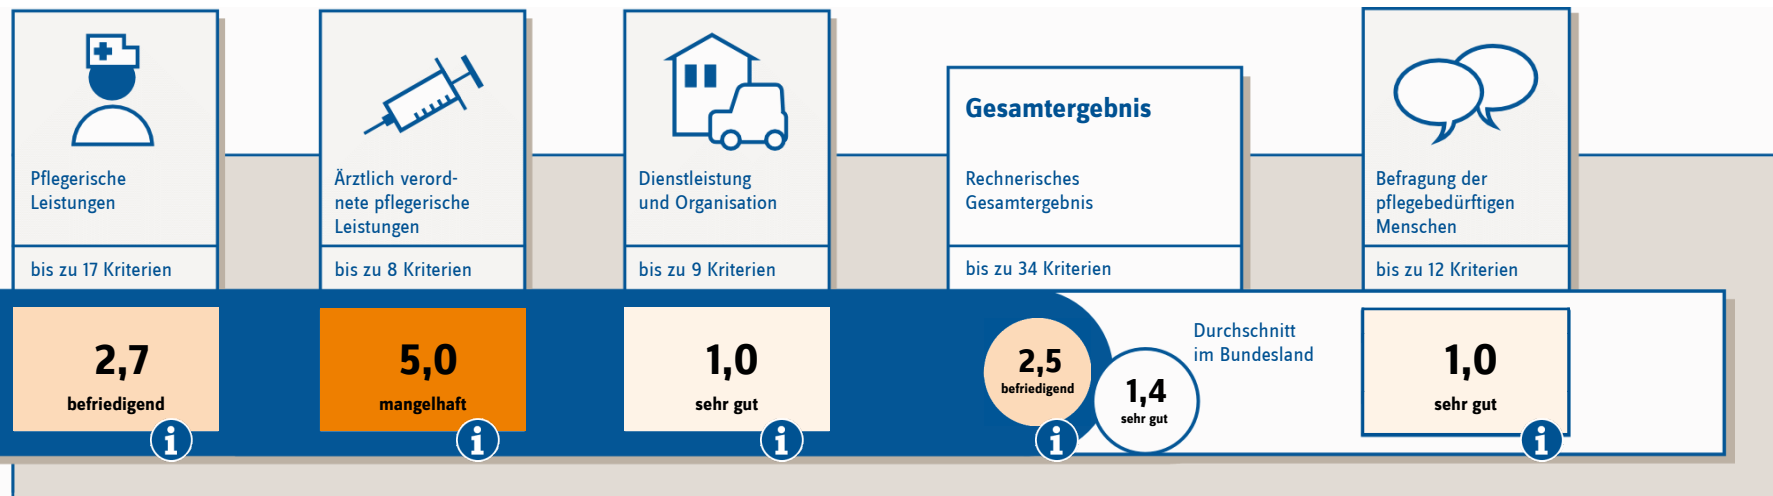 Pflegerische
Leistungen
bis zu 17 Kriterien
2,7
befriedigend
i
Ärztlich verord-
nete pflegerische
Leistungen
bis zu 8 Kriterien
5,0
mangelhaft
i
Dienstleistung
und Organisation
bis zu 9 Kriterien
1,0
sehr gut
i
Gesamtergebnis
Rechnerisches
Gesamtergebnis
bis zu 34 Kriterien
2,5
befriedigend
i
Durchschnitt
im Bundesland
1,4
sehr gut
Befragung der
pflegebedürftigen
Menschen
bis zu 12 Kriterien
1,0
sehr gut
i